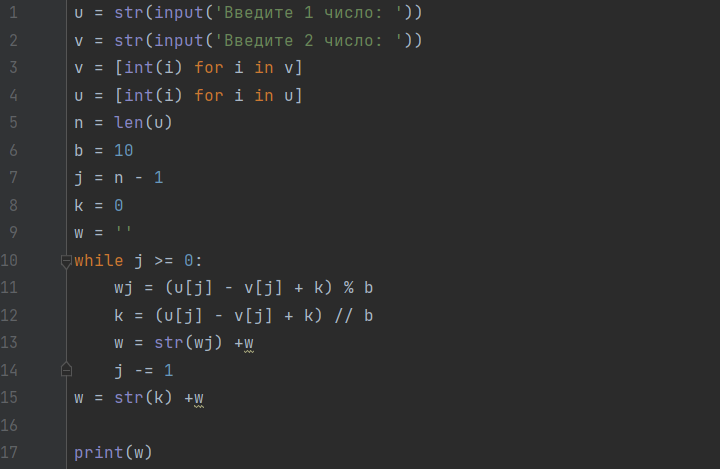 1 u = str(input('Введите 1 число: '))
2 v = str(input('Введите 2 число: '))
3 v = [int(i) for i in v]
4 u = [int(i) for i in u]
5 n = len(u)
6 b = 10
7 j = n - 1
8 k = 0
9 w = ''
10 while j >= 0:
11     wj = (u[j] - v[j] + k) % b
12     k = (u[j] - v[j] + k) // b
13     w = str(wj) +w
14     j -= 1
15 w = str(k) +w
16
17 print(w)